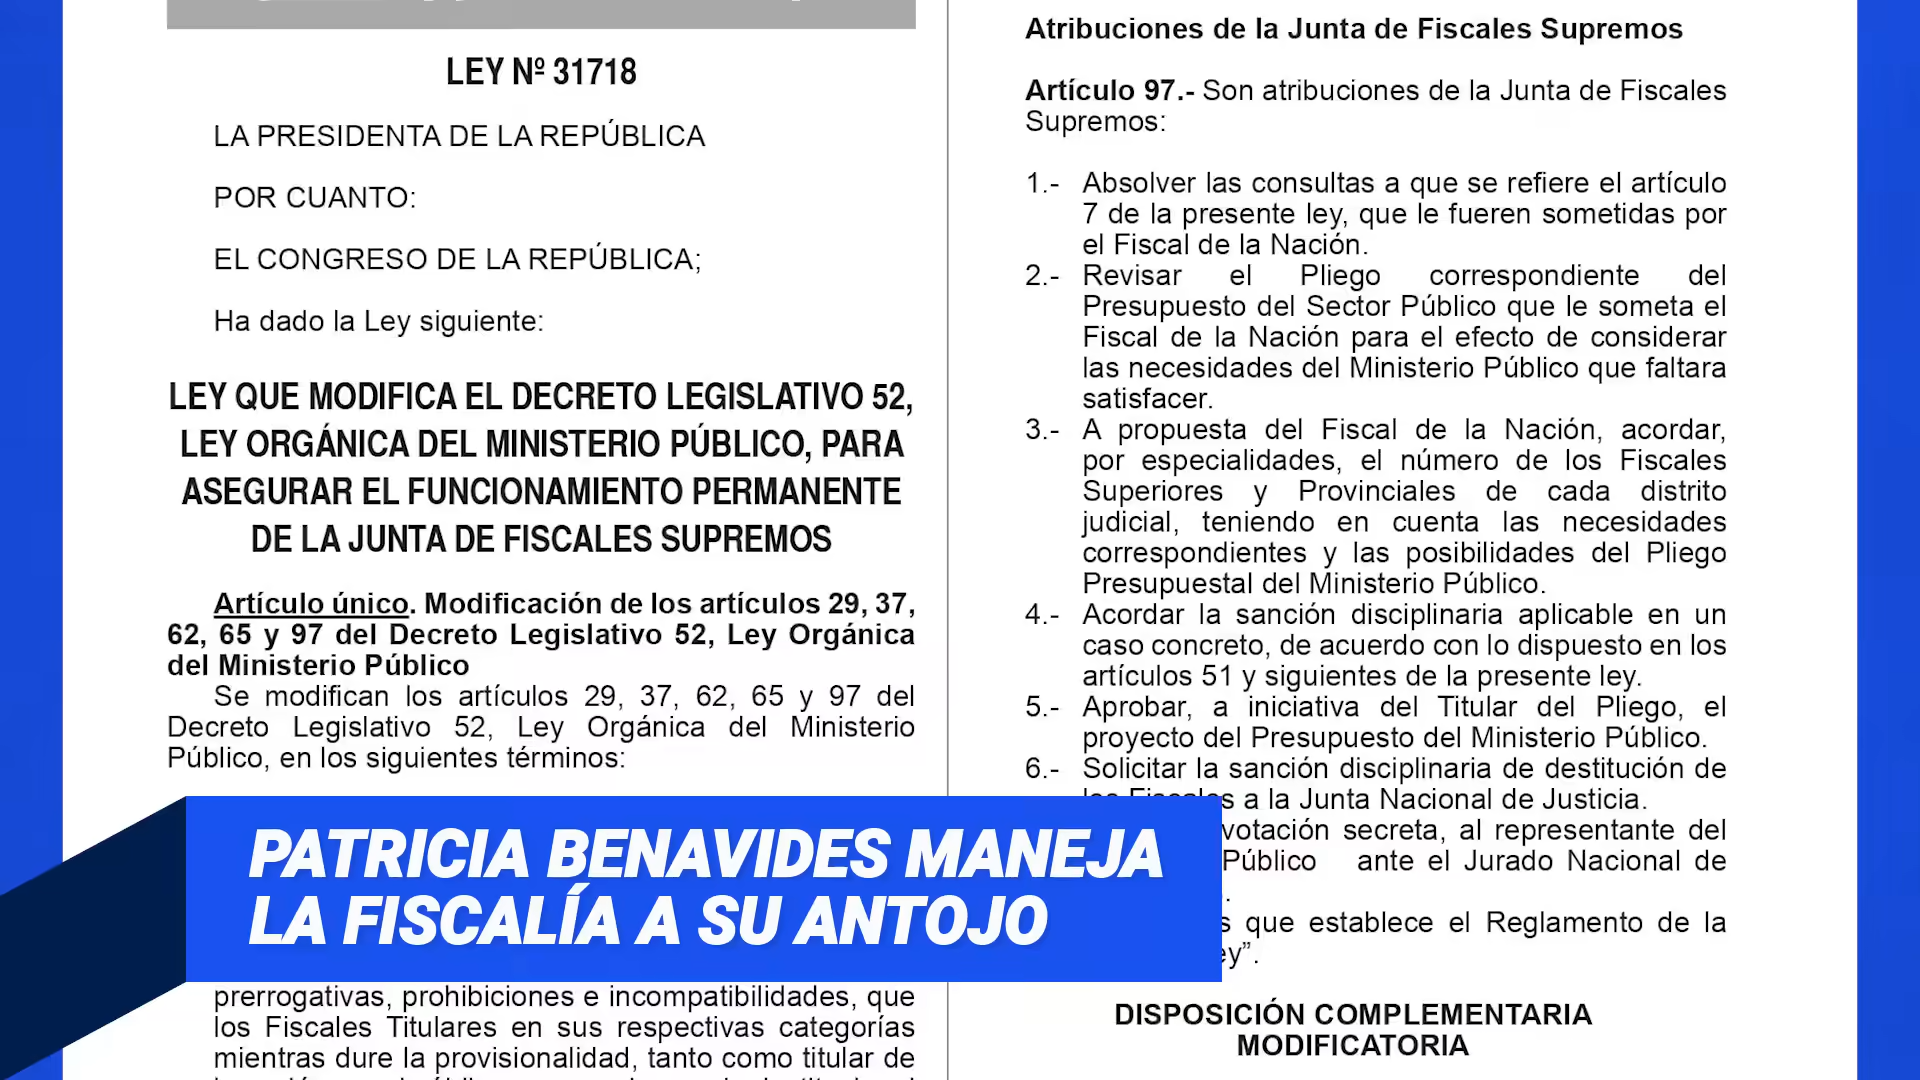 LEY Nº 31718
LA PRESIDENTA DE LA REPÚBLICA
POR CUANTO:
EL CONGRESO DE LA REPÚBLICA;
Ha dado la Ley siguiente:
LEY QUE MODIFICA EL DECRETO LEGISLATIVO 52,
LEY ORGÁNICA DEL MINISTERIO PÚBLICO, PARA
ASEGURAR EL FUNCIONAMIENTO PERMANENTE
DE LA JUNTA DE FISCALES SUPREMOS
Artículo único. Modificación de los artículos 29, 37,
62, 65 y 97 del Decreto Legislativo 52, Ley Orgánica
del Ministerio Público
Se modifican los artículos 29, 37, 62, 65 y 97 del
Decreto Legislativo 52, Ley Orgánica del Ministerio
Público, en los siguientes términos:
prerrogativas, prohibiciones e incompatibilidades, que
los Fiscales Titulares en sus respectivas categorías
mientras dure la provisionalidad, tanto como titular de
Atribuciones de la Junta de Fiscales Supremos
Artículo 97.- Son atribuciones de la Junta de Fiscales
Supremos:
1.- Absolver las consultas a que se refiere el artículo
7 de la presente ley, que le fueren sometidas por
el Fiscal de la Nación.
2.- Revisar el Pliego correspondiente del
Presupuesto del Sector Público que le someta el
Fiscal de la Nación para el efecto de considerar
las necesidades del Ministerio Público que faltara
satisfacer.
3.- A propuesta del Fiscal de la Nación, acordar,
por especialidades, el número de los Fiscales
Superiores y Provinciales de cada distrito
judicial, teniendo en cuenta las necesidades
correspondientes y las posibilidades del Pliego
Presupuestal del Ministerio Público.
4.- Acordar la sanción disciplinaria aplicable en un
caso concreto, de acuerdo con lo dispuesto en los
artículos 51 y siguientes de la presente ley.
5.- Aprobar, a iniciativa del Titular del Pliego, el
proyecto del Presupuesto del Ministerio Público.
6.- Solicitar la sanción disciplinaria de destitución de
a la Junta Nacional de Justicia.
votación secreta, al representante del
Público ante el Jurado Nacional de
que establece el Reglamento de la
DISPOSICIÓN COMPLEMENTARIA
MODIFICATORIA
PATRICIA BENAVIDES MANEJA
LA FISCALÍA A SU ANTOJO